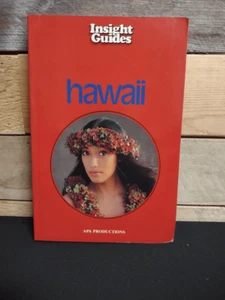 Insight
Guides
hawaii
APA PRODUCTIONS